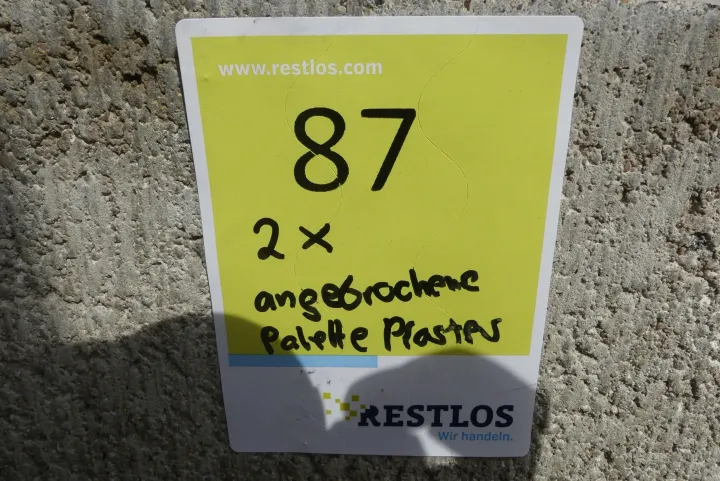 www.restlos.com
87
2 x
angebrochene
Palette Pflaster
RESTLOS
Wir handeln.